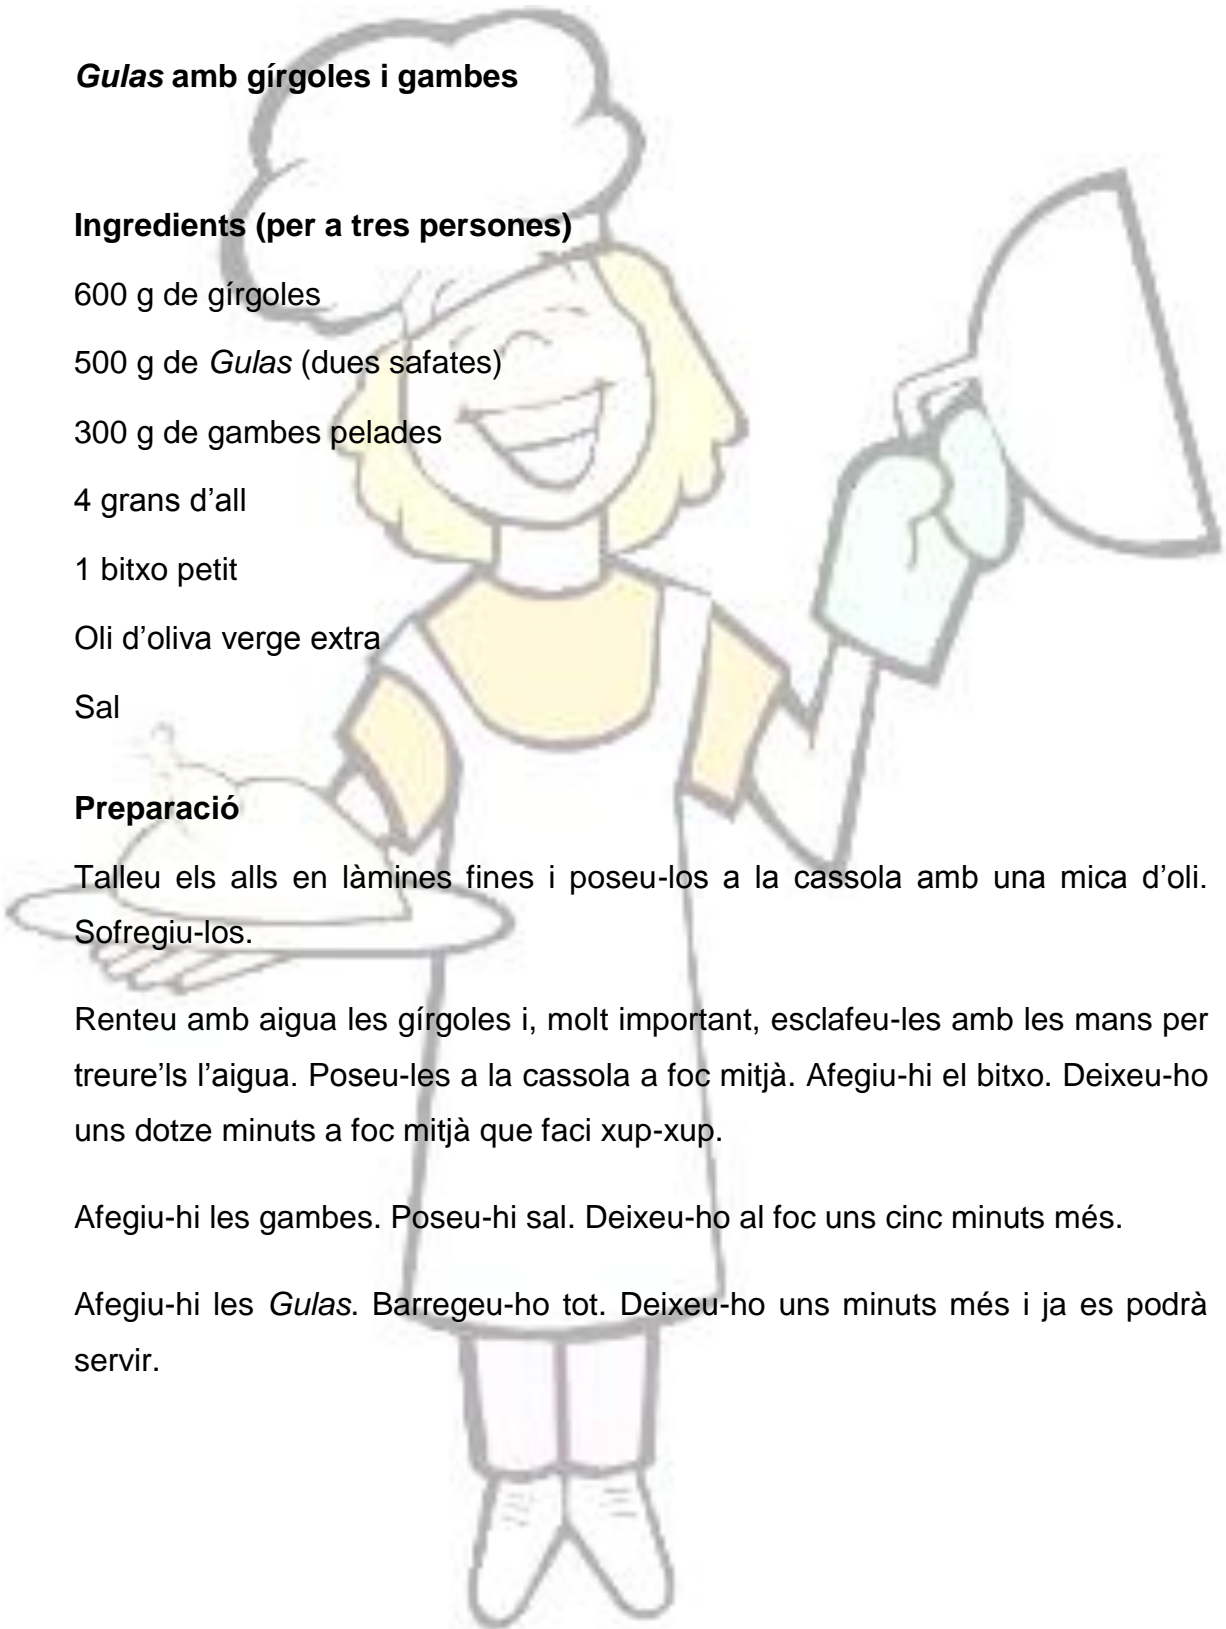 Gulas amb gírgoles i gambes
Ingredients (per a tres persones)
600 g de gírgoles
500 g de Gulas (dues safates)
300 g de gambes pelades
4 grans d’all
1 bitxo petit
Oli d’oliva verge extra
Sal
Preparació
Talleu els alls en làmines fines i poseu-los a la cassola amb una mica d’oli.
Sofregiu-los.
Renteu amb aigua les gírgoles i, molt important, esclafeu-les amb les mans per
treure’ls l’aigua. Poseu-les a la cassola a foc mitjà. Afegiu-hi el bitxo. Deixeu-ho
uns dotze minuts a foc mitjà que faci xup-xup.
Afegiu-hi les gambes. Poseu-hi sal. Deixeu-ho al foc uns cinc minuts més.
Afegiu-hi les Gulas. Barregeu-ho tot. Deixeu-ho uns minuts més i ja es podrà
servir.